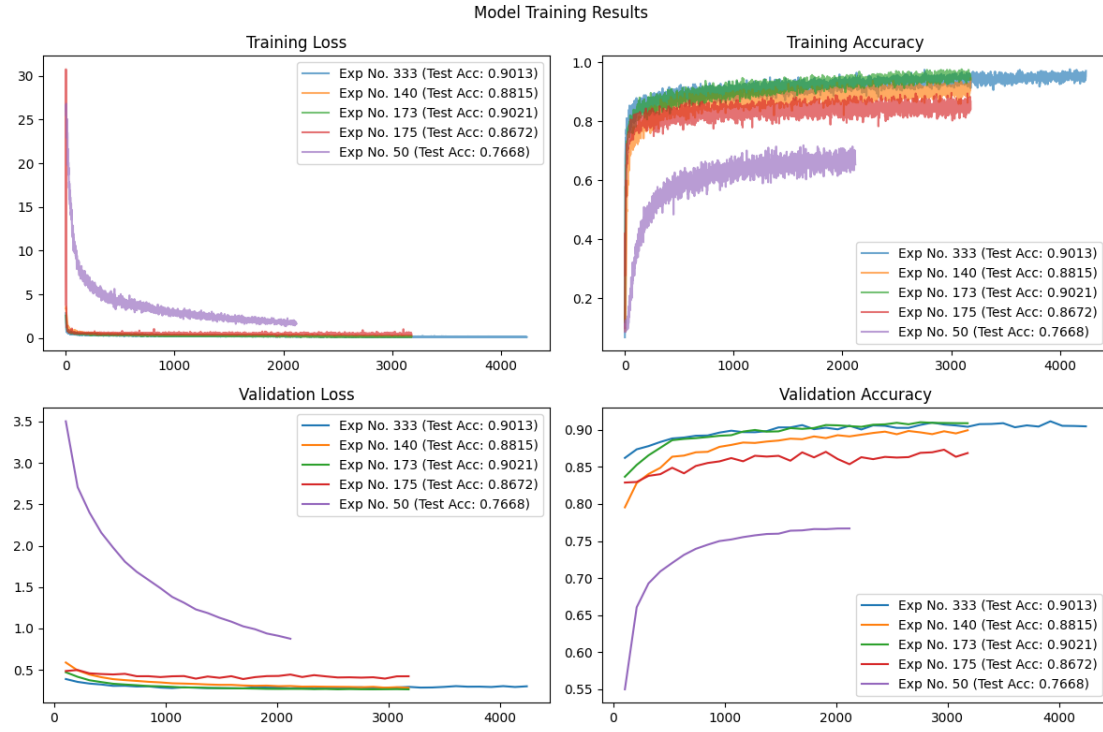 Model Training Results
Training Loss
30
25
20
15
10
5
0
0
1000
2000
3000
4000
Exp No. 333 (Test Acc: 0.9013)
Exp No. 140 (Test Acc: 0.8815)
Exp No. 173 (Test Acc: 0.9021)
Exp No. 175 (Test Acc: 0.8672)
Exp No. 50 (Test Acc: 0.7668)
Training Accuracy
1.0
0.8
0.6
0.4
0.2
0
1000
2000
3000
4000
Exp No. 333 (Test Acc: 0.9013)
Exp No. 140 (Test Acc: 0.8815)
Exp No. 173 (Test Acc: 0.9021)
Exp No. 175 (Test Acc: 0.8672)
Exp No. 50 (Test Acc: 0.7668)
Validation Loss
3.5
3.0
2.5
2.0
1.5
1.0
0.5
0
1000
2000
3000
4000
Exp No. 333 (Test Acc: 0.9013)
Exp No. 140 (Test Acc: 0.8815)
Exp No. 173 (Test Acc: 0.9021)
Exp No. 175 (Test Acc: 0.8672)
Exp No. 50 (Test Acc: 0.7668)
Validation Accuracy
0.90
0.85
0.80
0.75
0.70
0.65
0.60
0.55
0
1000
2000
3000
4000
Exp No. 333 (Test Acc: 0.9013)
Exp No. 140 (Test Acc: 0.8815)
Exp No. 173 (Test Acc: 0.9021)
Exp No. 175 (Test Acc: 0.8672)
Exp No. 50 (Test Acc: 0.7668)